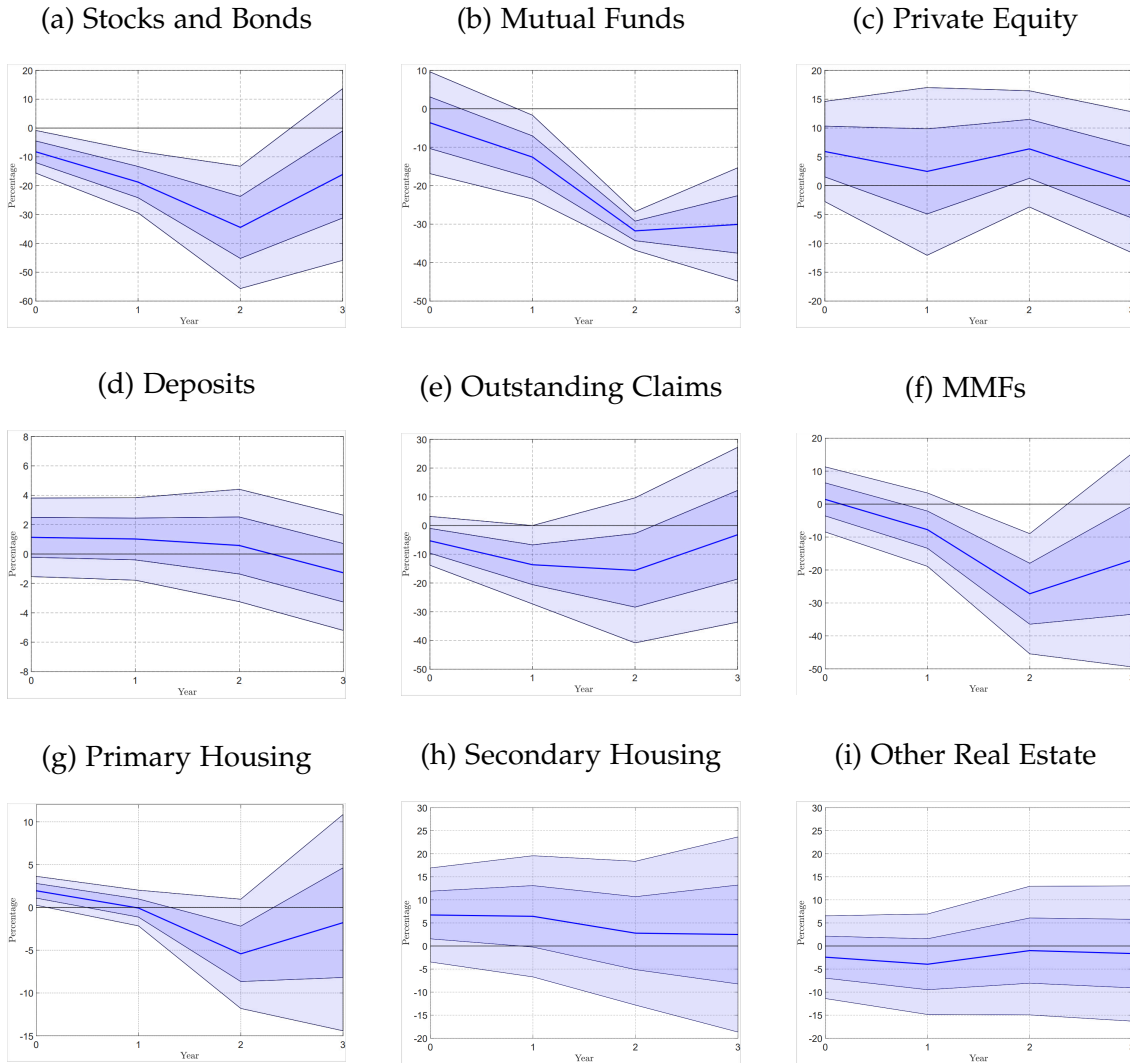 (a) Stocks and Bonds
(b) Mutual Funds
(c) Private Equity
20
10
0
-10
-20
-30
-40
-50
-60
Percentage
0 1 2 3
Year
10
0
-10
-20
-30
-40
-50
Percentage
0 1 2 3
Year
20
15
10
5
0
-5
-10
-15
-20
Percentage
0 1 2 3
Year
(d) Deposits
(e) Outstanding Claims
(f) MMFs
8
6
4
2
0
-2
-4
-6
-8
Percentage
0 1 2 3
Year
30
20
10
0
-10
-20
-30
-40
-50
Percentage
0 1 2 3
Year
20
10
0
-10
-20
-30
-40
-50
Percentage
0 1 2 3
Year
(g) Primary Housing
(h) Secondary Housing
(i) Other Real Estate
10
5
0
-5
-10
-15
Percentage
0 1 2 3
Year
30
25
20
15
10
5
0
-5
-10
-15
-20
Percentage
0 1 2 3
Year
30
25
20
15
10
5
0
-5
-10
-15
-20
Percentage
0 1 2 3
Year